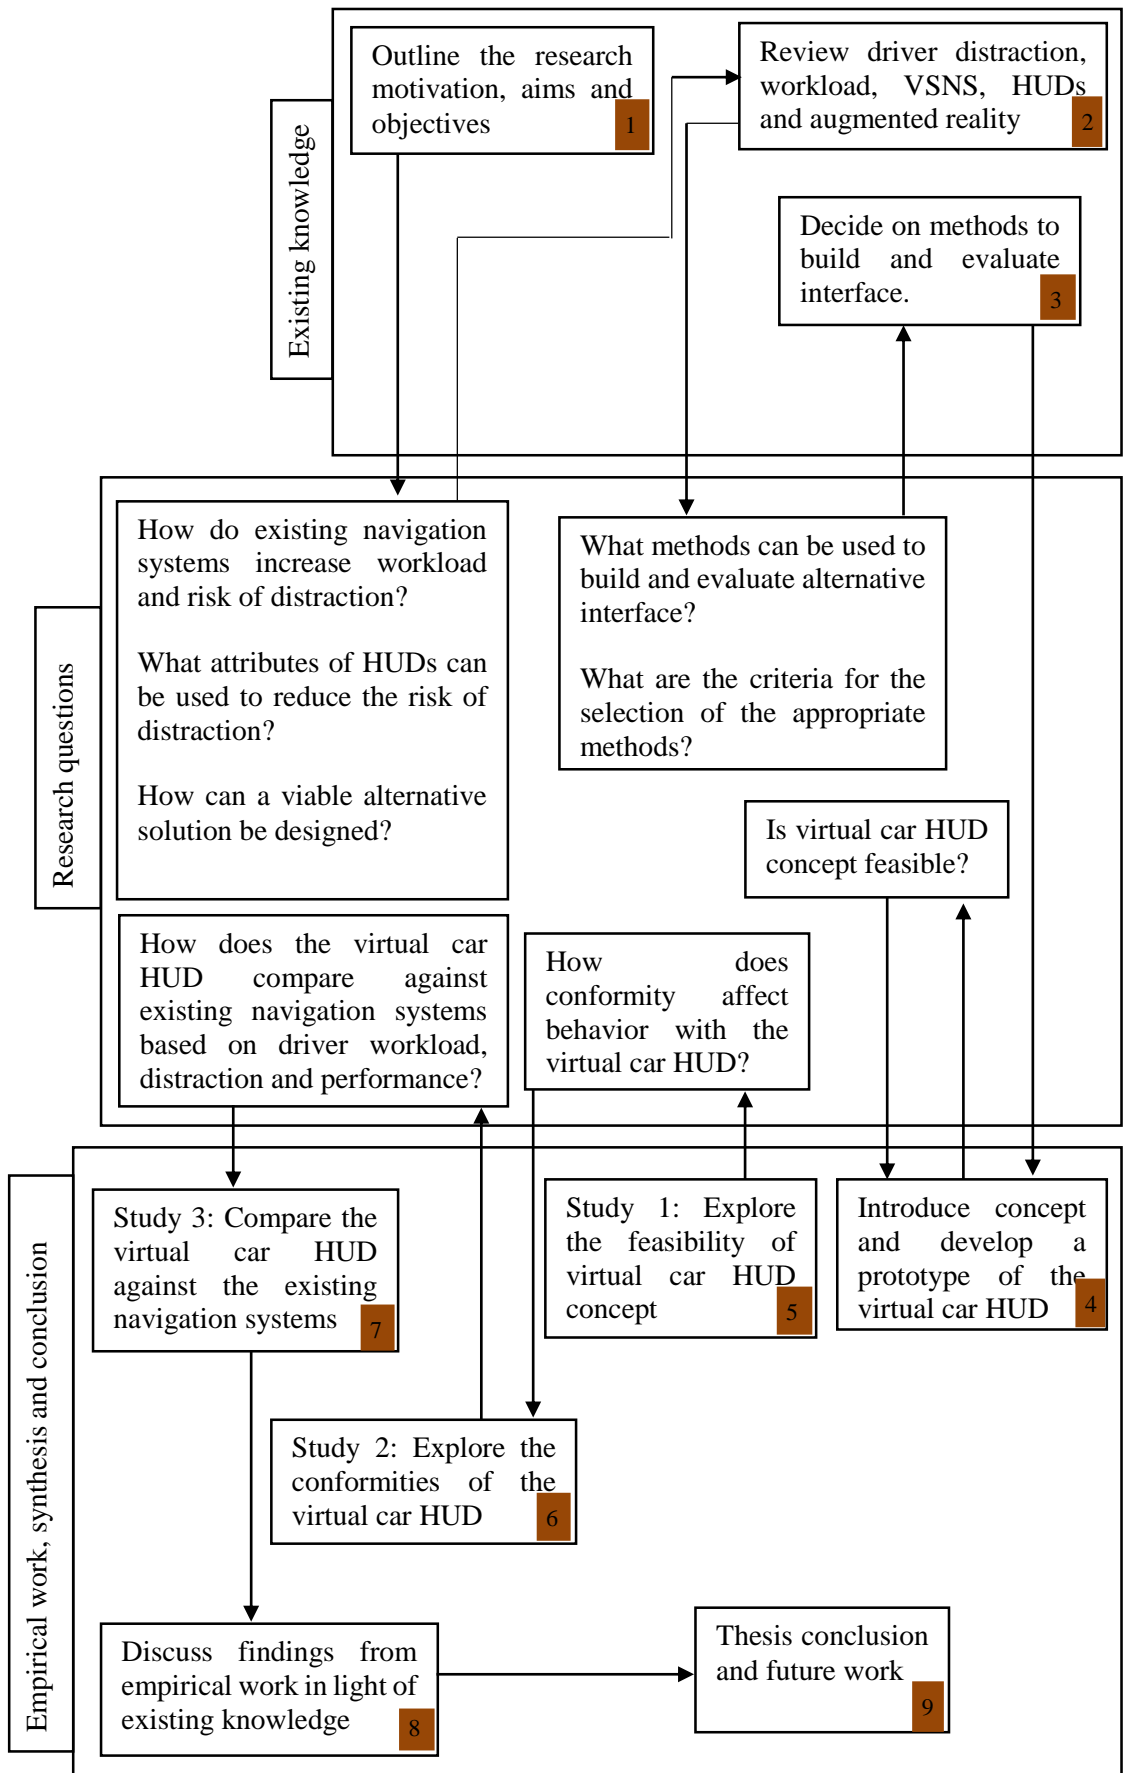 Existing knowledge
Outline the research
motivation, aims and
objectives
1
Review driver distraction,
workload, VSNS, HUDs
and augmented reality
2
Decide on methods to
build and evaluate
interface.
3
Research questions
How do existing navigation
systems increase workload
and risk of distraction?
What attributes of HUDs can
be used to reduce the risk of
distraction?
How can a viable alternative
solution be designed?
What methods can be used to
build and evaluate alternative
interface?
What are the criteria for the
selection of the appropriate
methods?
Is virtual car HUD
concept feasible?
How does the virtual car
HUD compare against
existing navigation systems
based on driver workload,
distraction and performance?
How does
conformity affect
behavior with the
virtual car HUD?
Empirical work, synthesis and conclusion
Study 3: Compare the
virtual car HUD
against the existing
navigation systems
7
Study 1: Explore
the feasibility of
virtual car HUD
concept
5
Introduce concept
and develop a
prototype of the
virtual car HUD
4
Study 2: Explore the
conformities of the
virtual car HUD
6
Discuss findings from
empirical work in light of
existing knowledge
8
Thesis conclusion
and future work
9